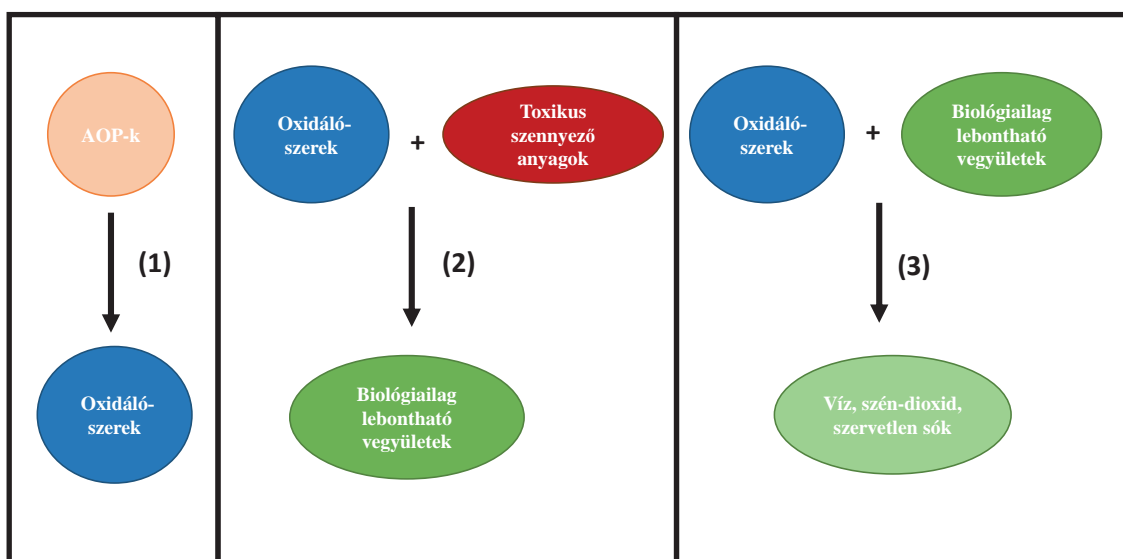 AOP-k
(1)
Oxidáló-
szerek
Oxidáló-
szerek
+
Toxikus
szennyező
anyagok
(2)
Biológiailag
lebontható
vegyületek
Oxidáló-
szerek
+
Biológiailag
lebontható
vegyületek
(3)
Víz, szén-dioxid,
szervetlen sók